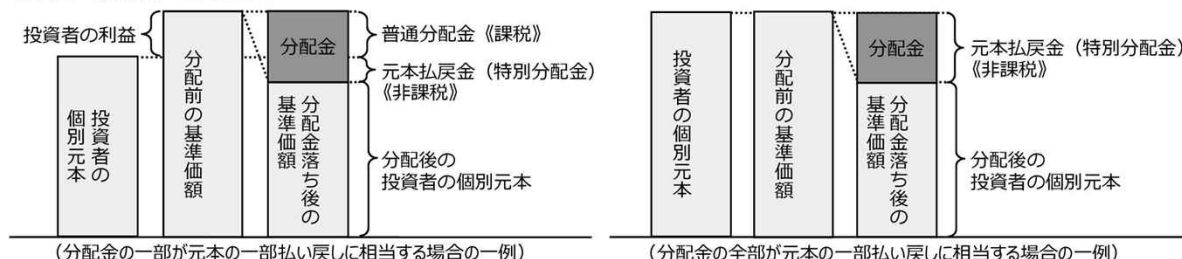 投資者の利益
投資者の
個別元本
分配前の基準価額
分配金
分配金落ち後の
基準価額
普通分配金《課税》
元本払戻金（特別分配金）
《非課税》
分配後の
投資者の個別元本
（分配金の一部が元本の一部払い戻しに相当する場合の一例）
投資者の個別元本
分配前の基準価額
分配金
分配金落ち後の
基準価額
元本払戻金（特別分配金）
《非課税》
分配後の
投資者の個別元本
（分配金の全部が元本の一部払い戻しに相当する場合の一例）